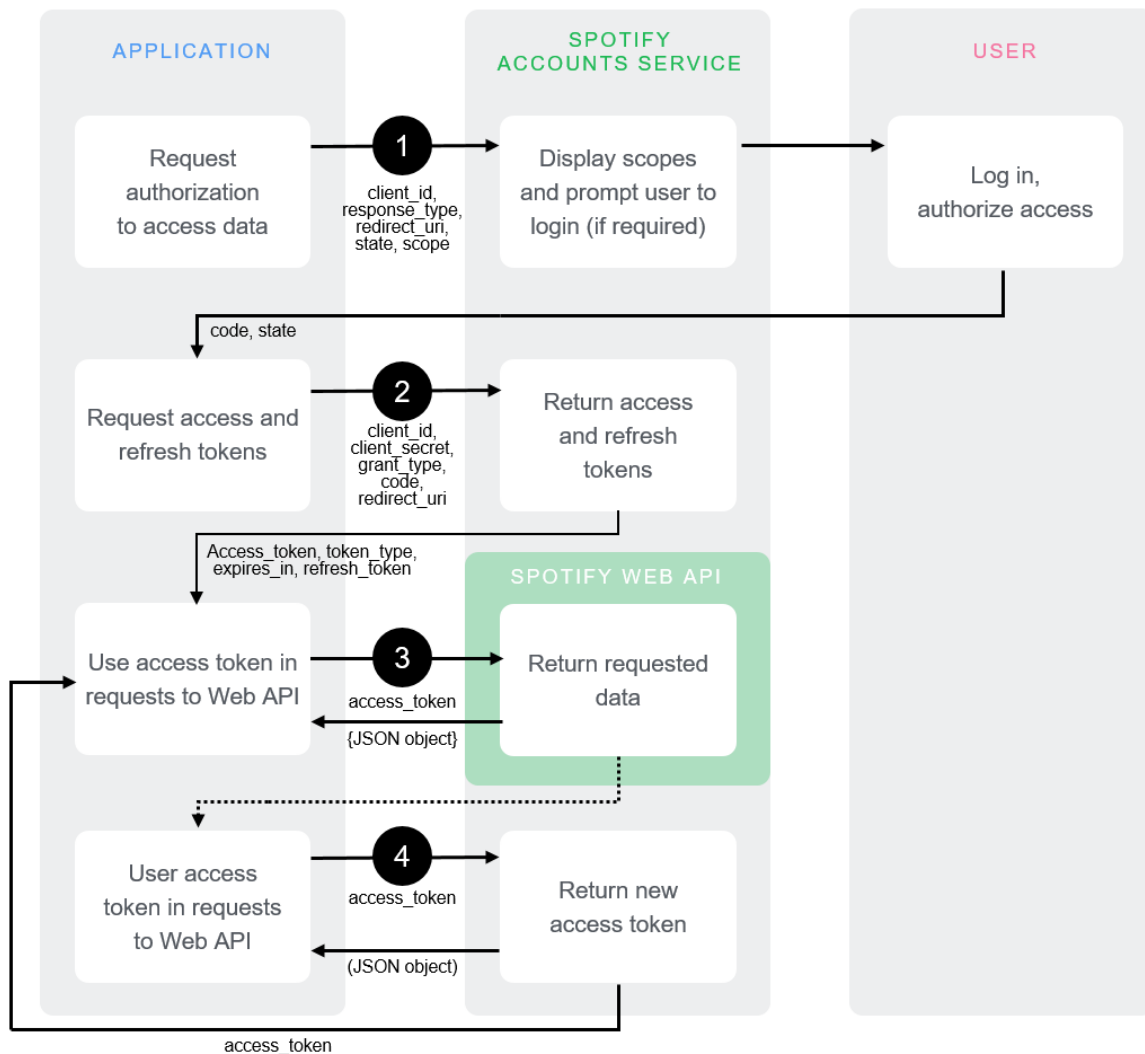 APPLICATION
SPOTIFY
ACCOUNTS SERVICE
USER
Request
authorization
to access data
1
client_id,
response_type,
redirect_uri,
state, scope
Display scopes
and prompt user to
login (if required)
Log in,
authorize access
code, state
Request access and
refresh tokens
2
client_id,
client_secret,
grant_type,
code,
redirect_uri
Return access
and refresh
tokens
Access_token, token_type,
expires_in, refresh_token
SPOTIFY WEB API
Use access token in
requests to Web API
3
access_token
{JSON object}
Return requested
data
User access
token in requests
to Web API
4
access_token
(JSON object)
Return new
access token
access_token